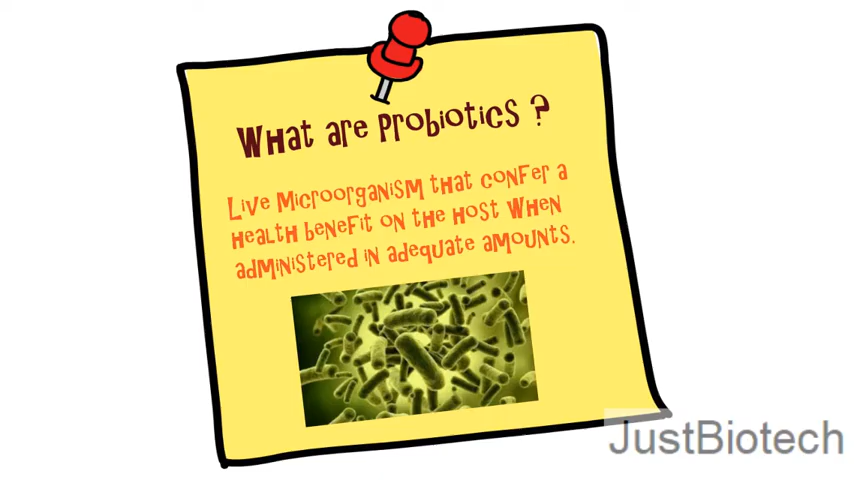 What are Probiotics ?
Live Microorganism that confer a
health benefit on the host when
administered in adequate amounts.
JustBiotech